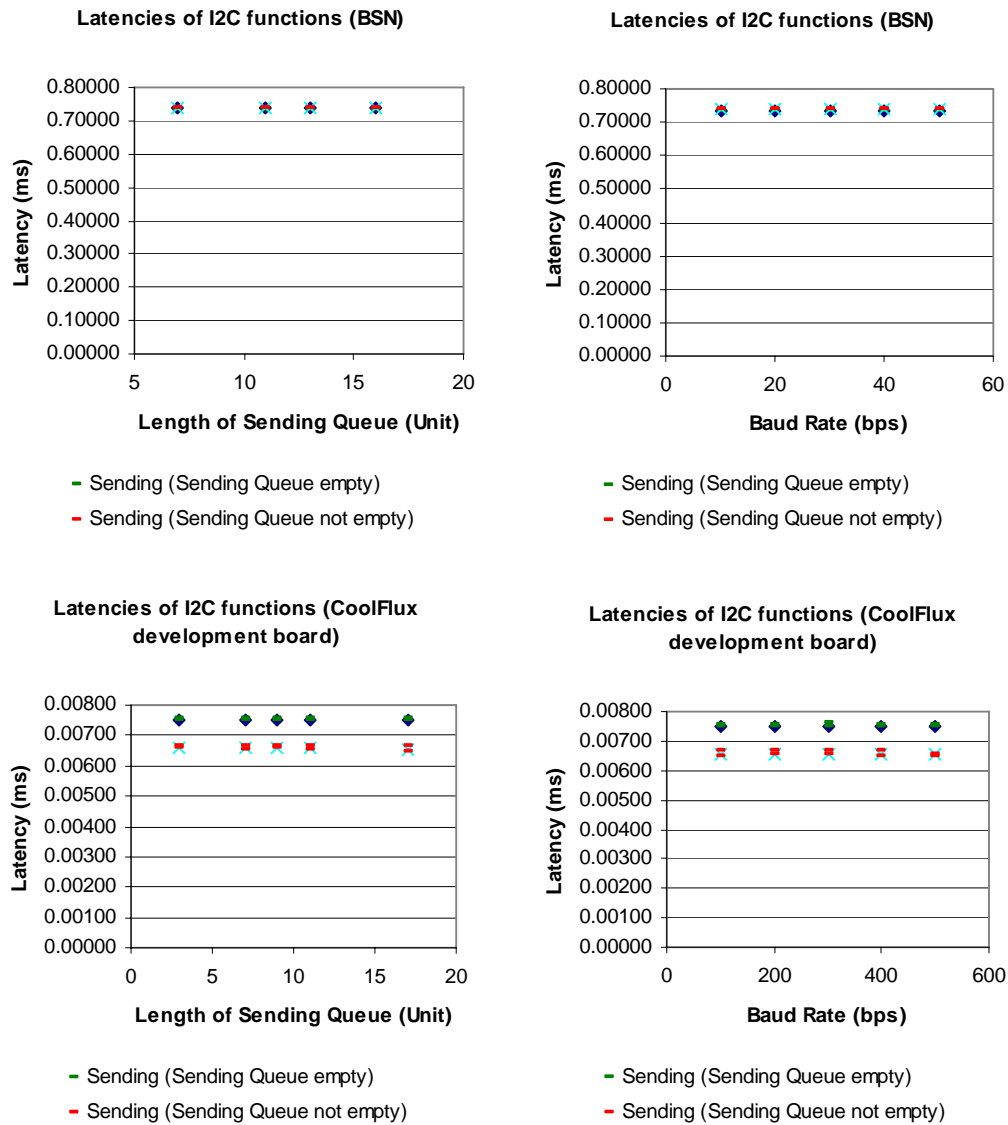 Latencies of I2C functions (BSN)
0.80000
0.70000
0.60000
0.50000
0.40000
0.30000
0.20000
0.10000
0.00000
5 10 15 20
Latency (ms)
Length of Sending Queue (Unit)
Sending (Sending Queue empty)
Sending (Sending Queue not empty)
Latencies of I2C functions (BSN)
0.80000
0.70000
0.60000
0.50000
0.40000
0.30000
0.20000
0.10000
0.00000
0 20 40 60
Latency (ms)
Baud Rate (bps)
Sending (Sending Queue empty)
Sending (Sending Queue not empty)
Latencies of I2C functions (CoolFlux
development board)
0.00800
0.00700
0.00600
0.00500
0.00400
0.00300
0.00200
0.00100
0.00000
0 5 10 15 20
Latency (ms)
Length of Sending Queue (Unit)
Sending (Sending Queue empty)
Sending (Sending Queue not empty)
Latencies of I2C functions (CoolFlux
development board)
0.00800
0.00700
0.00600
0.00500
0.00400
0.00300
0.00200
0.00100
0.00000
0 200 400 600
Latency (ms)
Baud Rate (bps)
Sending (Sending Queue empty)
Sending (Sending Queue not empty)